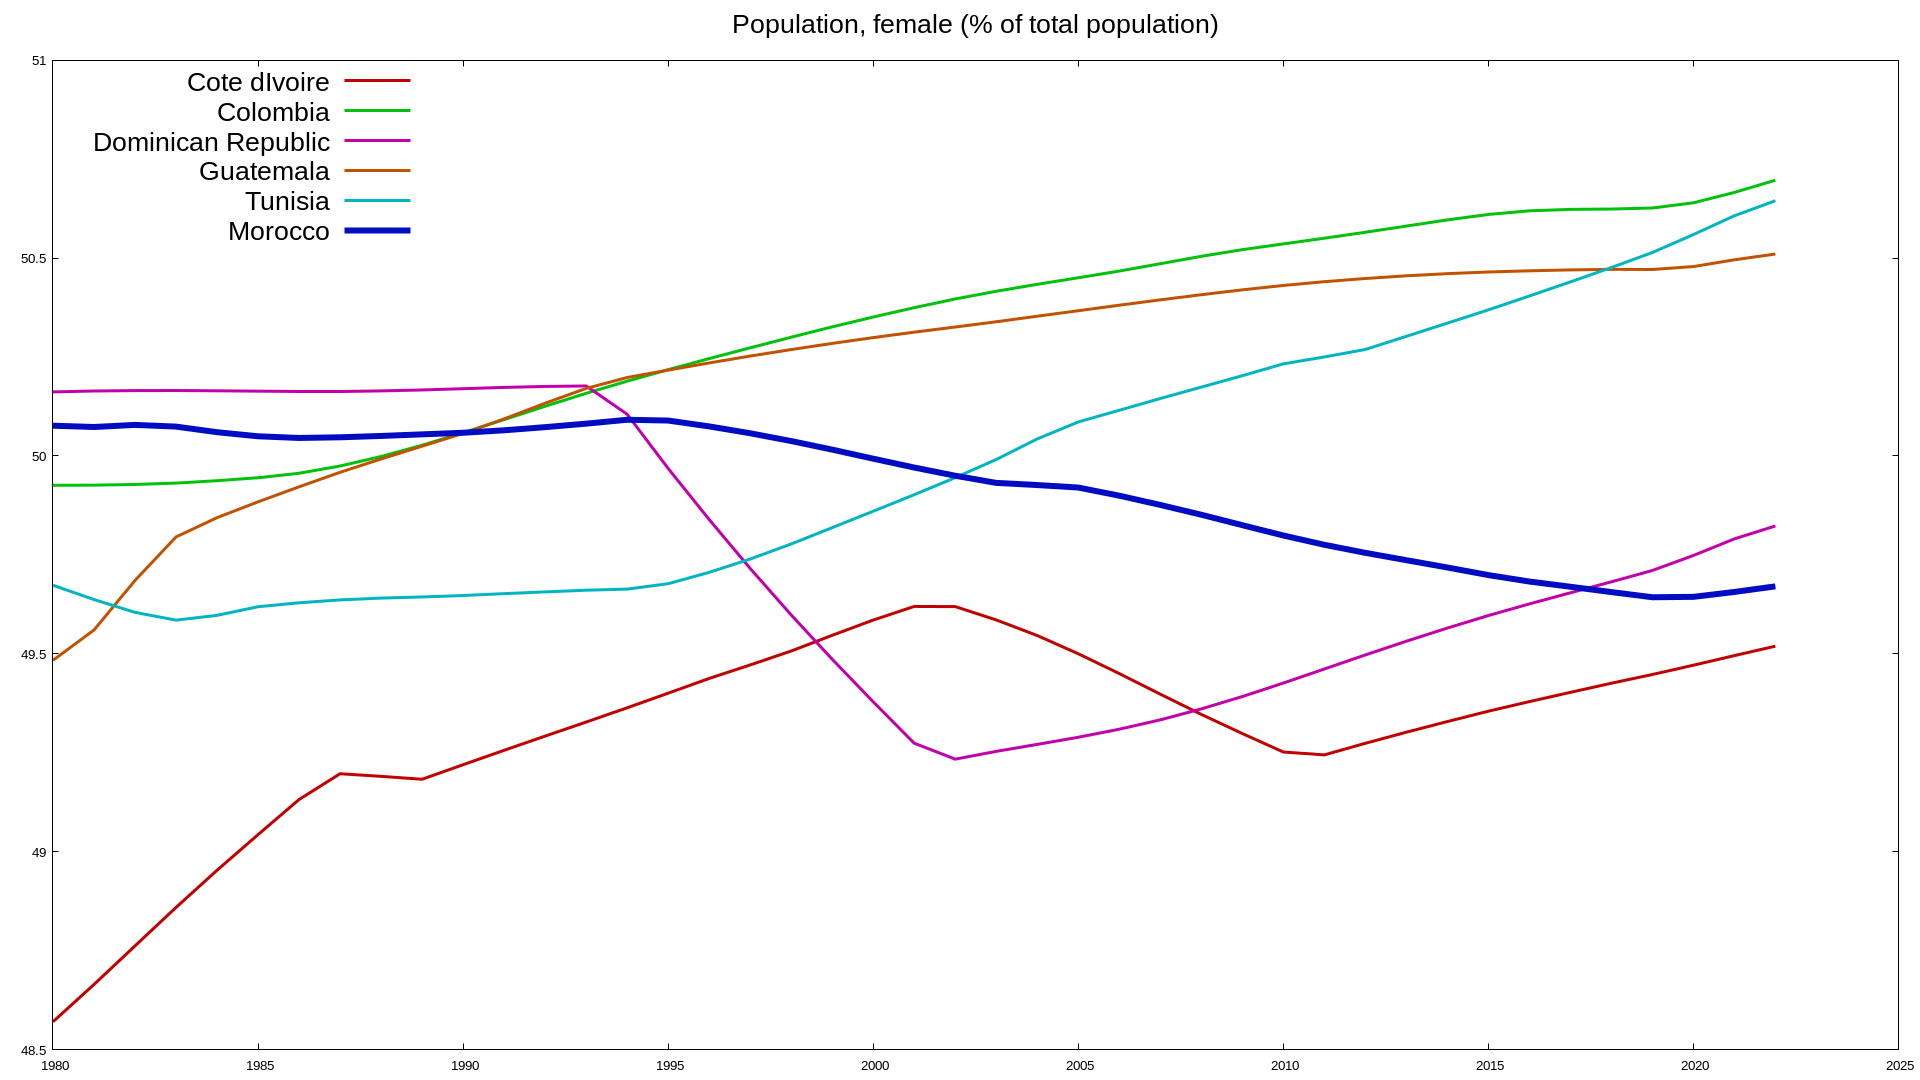 Population, female (% of total population)
51
50.5
50
49.5
49
48.5
Cote dIvoire
Colombia
Dominican Republic
Guatemala
Tunisia
Morocco
1980 1985 1990 1995 2000 2005 2010 2015 2020 2025